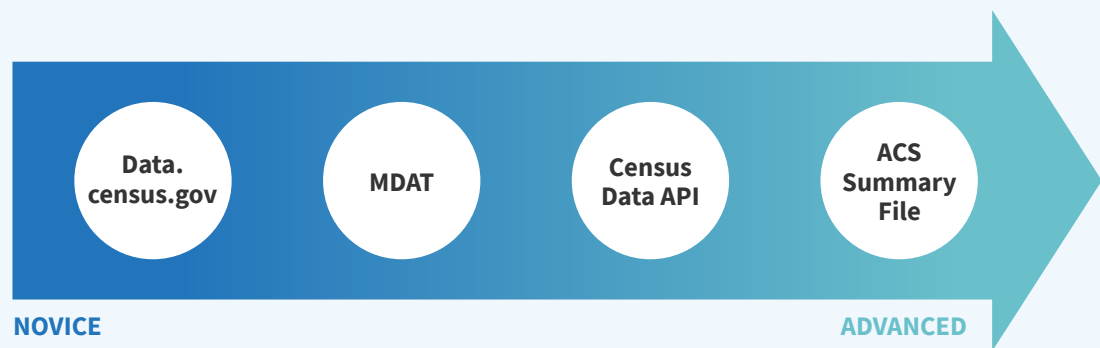 Data.
census.gov
MDAT
Census
Data API
ACS
Summary
File
NOVICE
ADVANCED